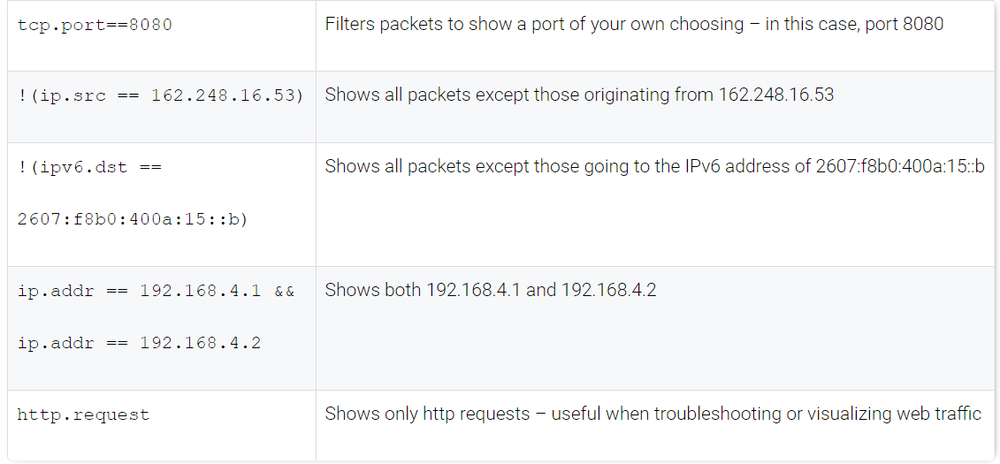 tcp.port==8080
Filters packets to show a port of your own choosing – in this case, port 8080
!(ip.src == 162.248.16.53)
Shows all packets except those originating from 162.248.16.53
!(ipv6.dst ==
2607:f8b0:400a:15::b)
Shows all packets except those going to the IPv6 address of 2607:f8b0:400a:15::b
ip.addr == 192.168.4.1 &&
ip.addr == 192.168.4.2
Shows both 192.168.4.1 and 192.168.4.2
http.request
Shows only http requests – useful when troubleshooting or visualizing web traffic